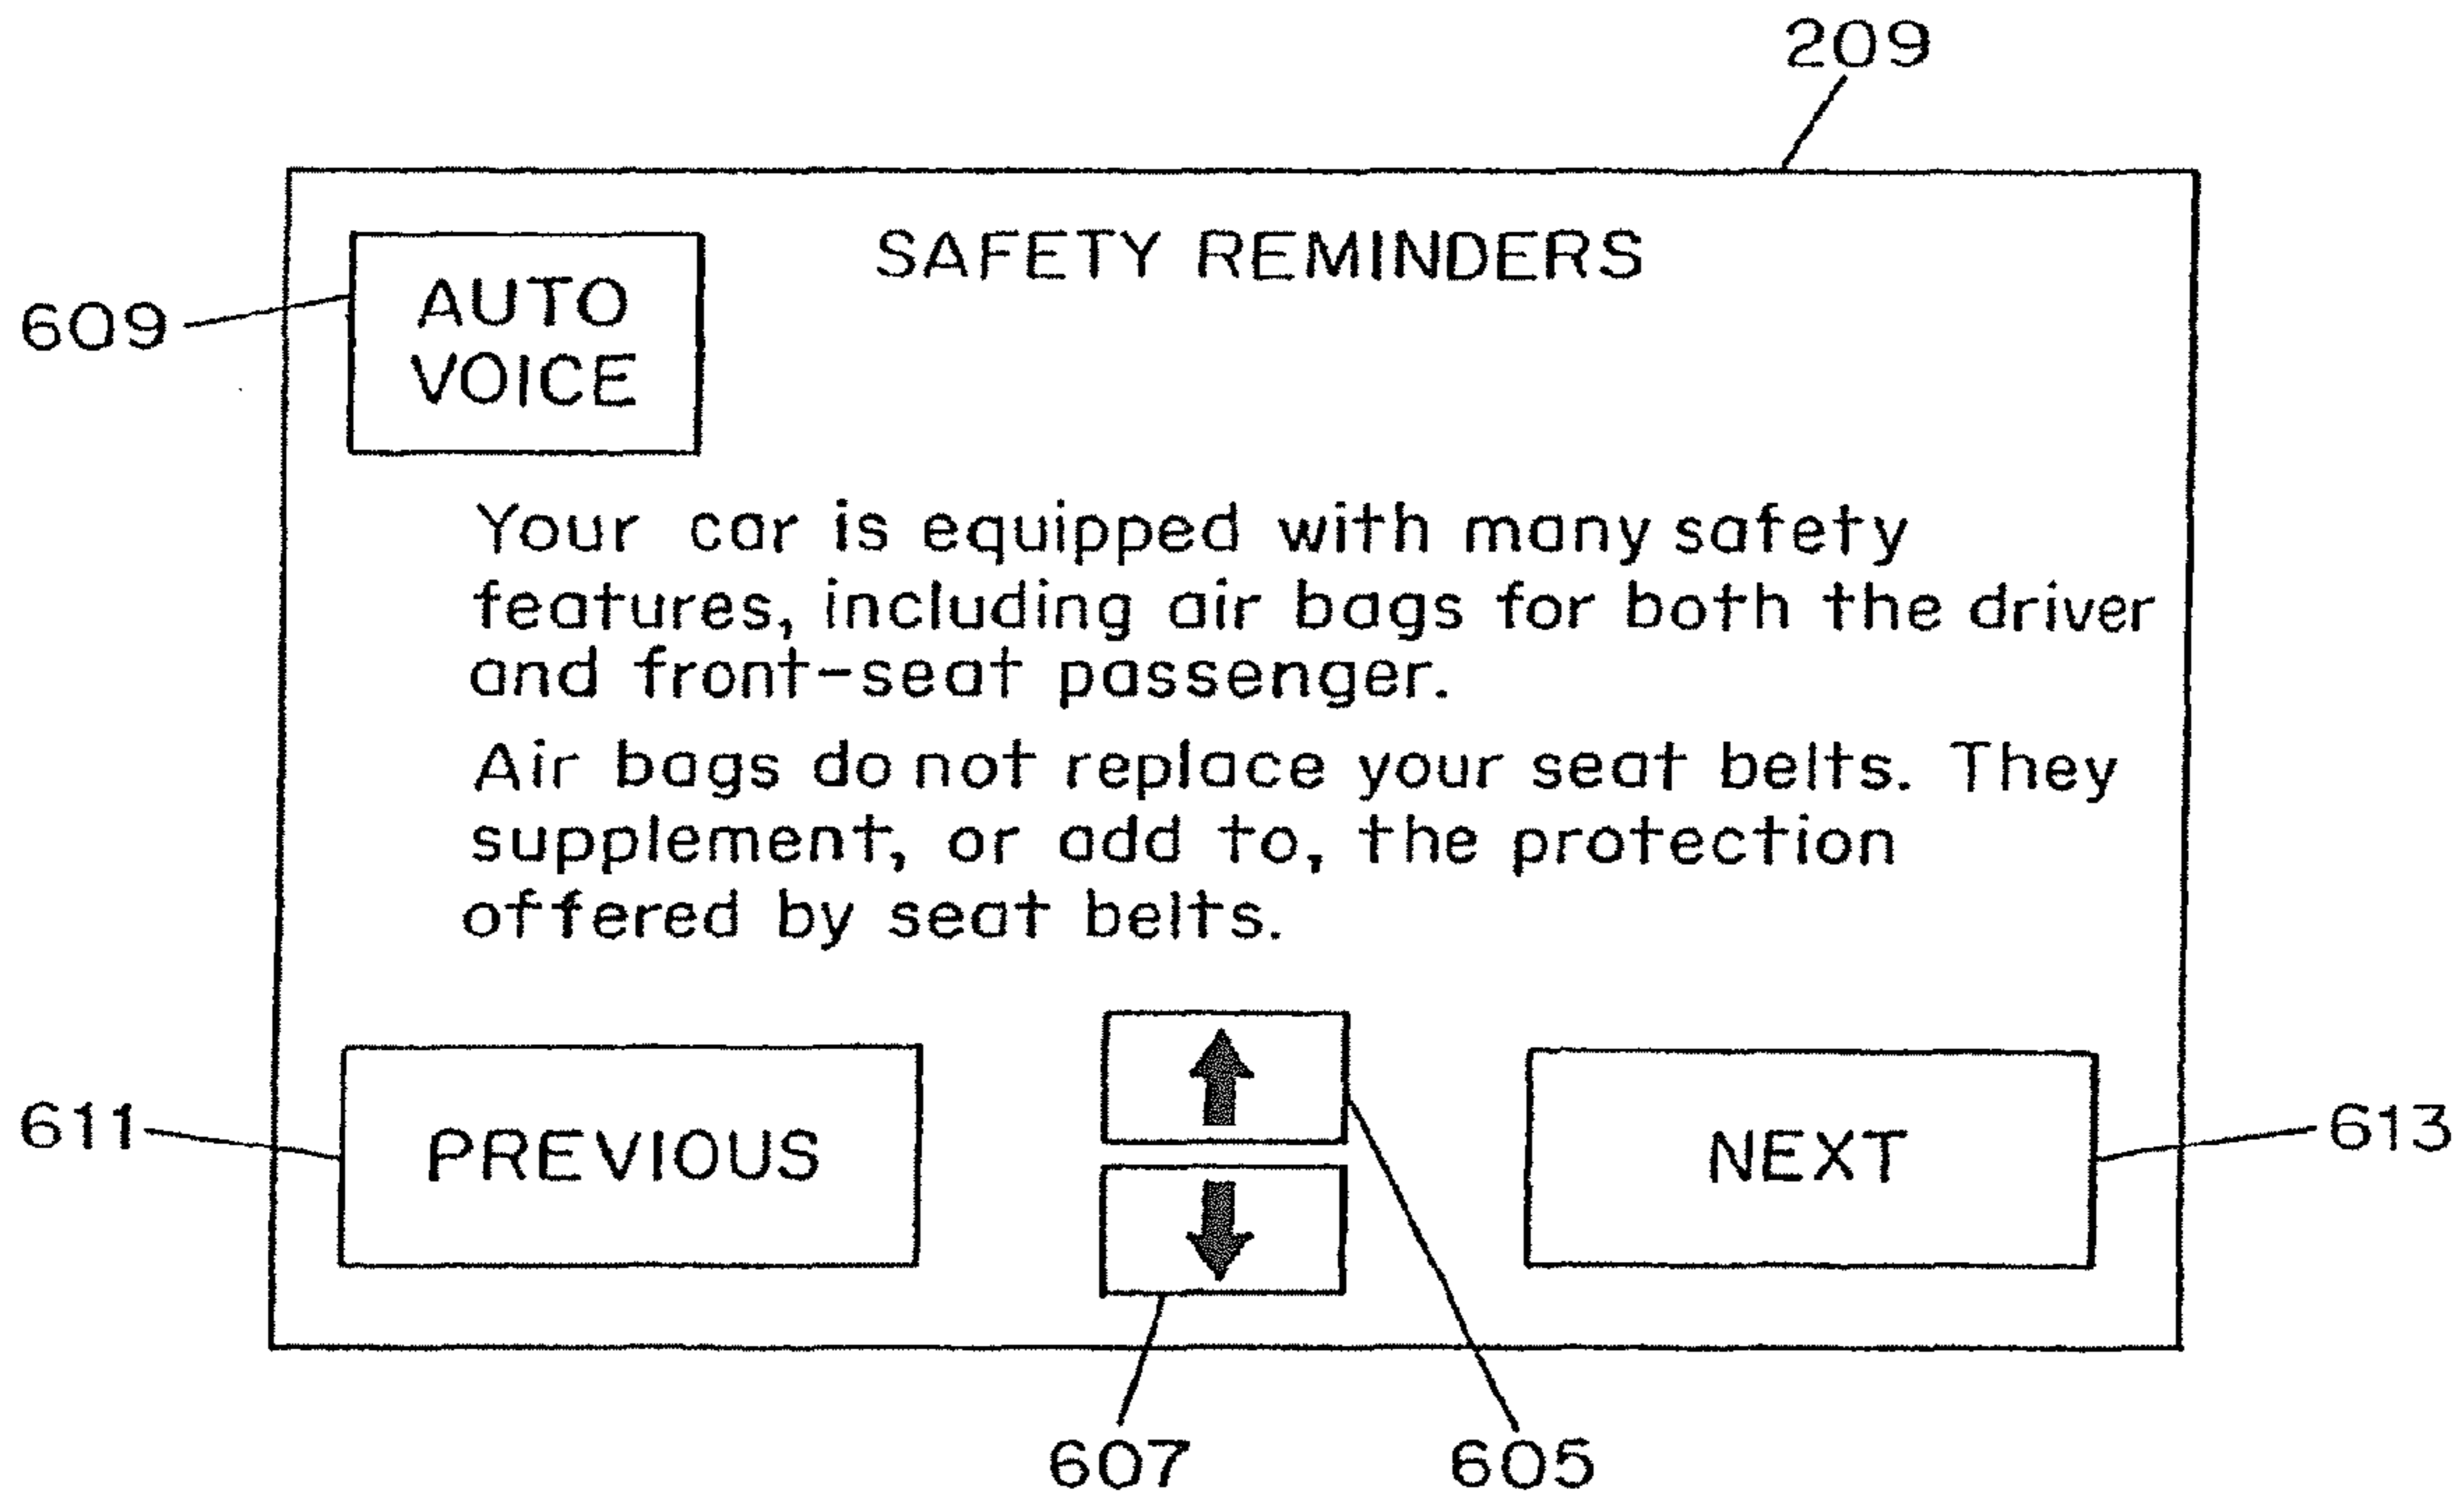 209
SAFETY REMINDERS
609
AUTO
VOICE
Your car is equipped with many safety
features, including air bags for both the driver
and front-seat passenger.
Air bags do not replace your seat belts. They
supplement, or add to, the protection
offered by seat belts.
611
PREVIOUS
NEXT
613
607
605